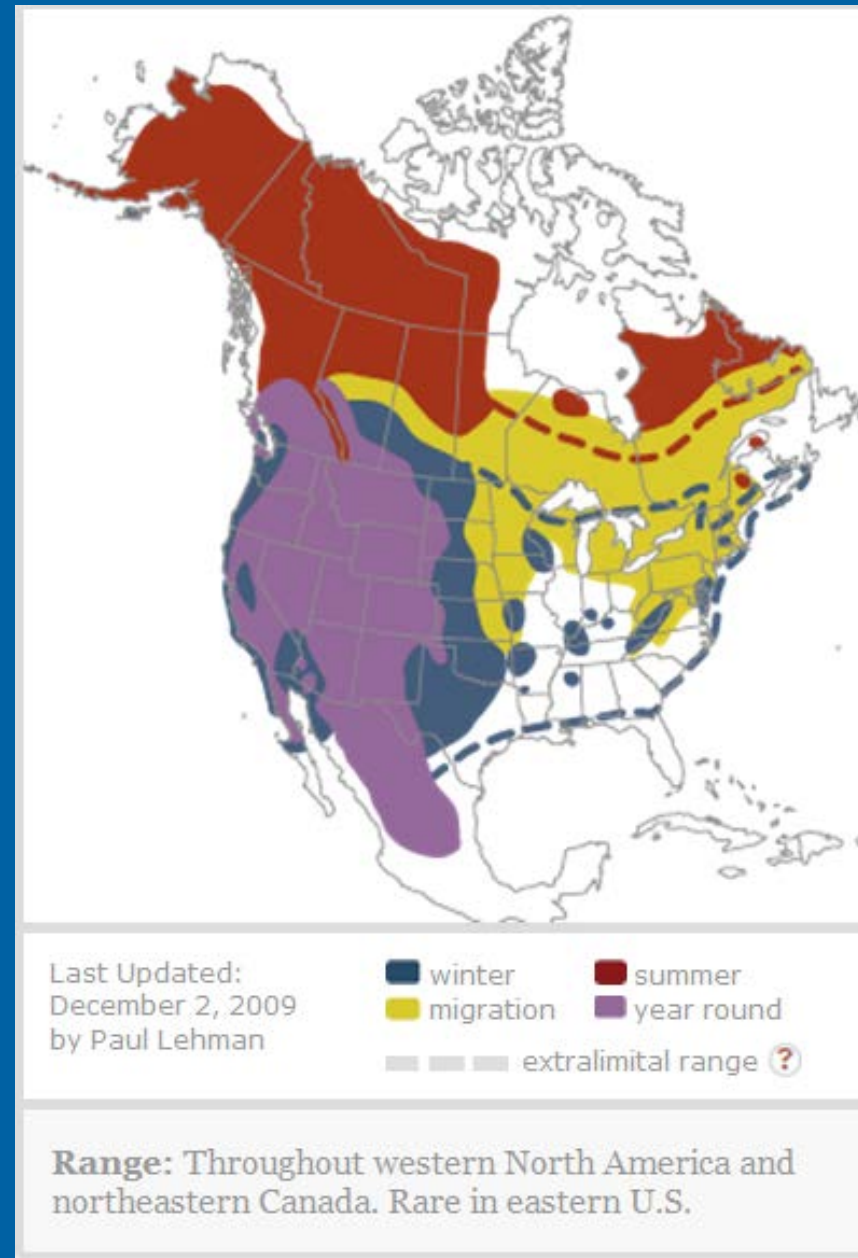 Last Updated:
December 2, 2009
by Paul Lehman
winter
summer
migration
year round
extralimital range ?
Range: Throughout western North America and
northeastern Canada. Rare in eastern U.S.